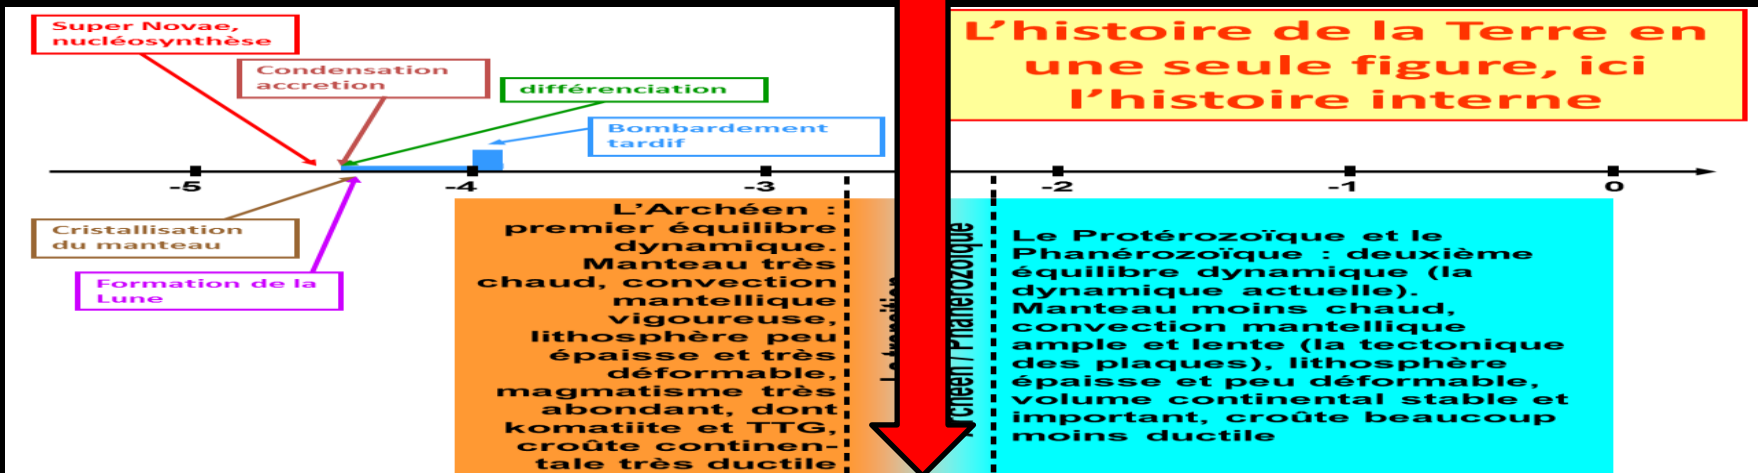 Super Novae,
nucléosynthèse
Condensation
accretion
différenciation
Bombardement
tardif
L’histoire de la Terre en
une seule figure, ici
l’histoire interne
-5
-4
-3
-2
-1
0
Cristallisation
du manteau
Formation de la
Lune
L’Archéen :
premier équilibre
dynamique.
Manteau très
chaud, convection
mantellique
vigoureuse,
lithosphère peu
épaisse et très
déformable,
magmatisme très
abondant, dont
komatiite et TTG,
croûte continen-
tale très ductile
/ Phanérozoïque
Le Protérozoïque et le
Phanérozoïque : deuxième
équilibre dynamique (la
dynamique actuelle).
Manteau moins chaud,
convection mantellique
ample et lente (la tectonique
des plaques), lithosphère
épaisse et peu déformable,
volume continental stable et
important, croûte beaucoup
moins ductile